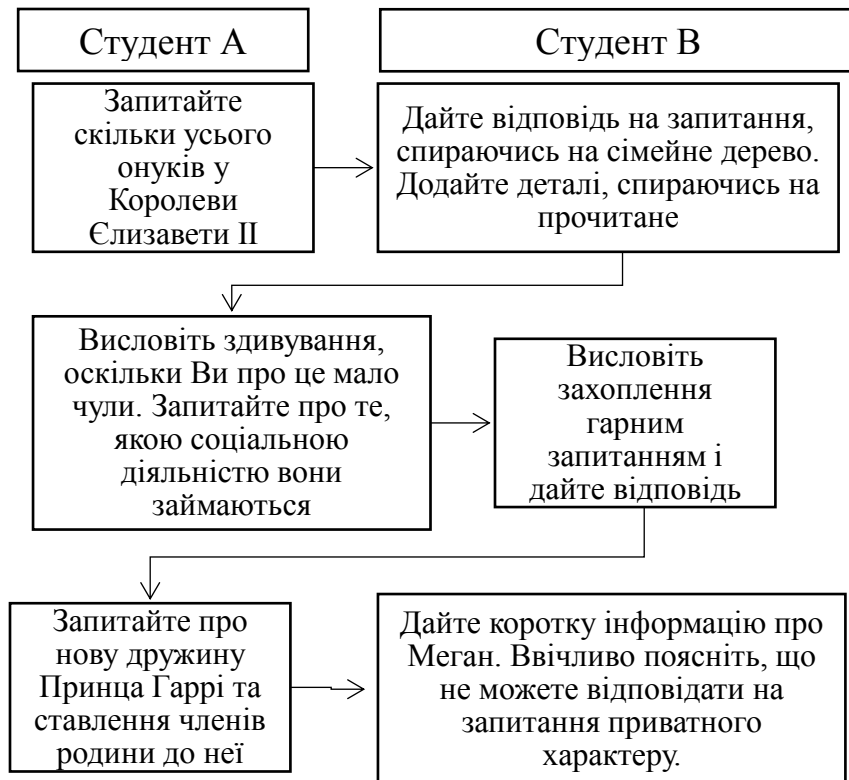 Студент А
Студент В
Запитайте
скільки усього
онуків у
Королеви
Єлизавети ІІ
Дайте відповідь на запитання,
спираючись на сімейне дерево.
Додайте деталі, спираючись на
прочитане
Висловіть здивування,
оскільки Ви про це мало
чули. Запитайте про те,
якою соціальною
діяльністю вони
займаються
Висловіть
захоплення
гарним
запитанням і
дайте відповідь
Запитайте про
нову дружину
Принца Гаррі та
ставлення членів
родини до неї
Дайте коротку інформацію про
Меган. Ввічливо поясніть, що
не можете відповідати на
запитання приватного
характеру.